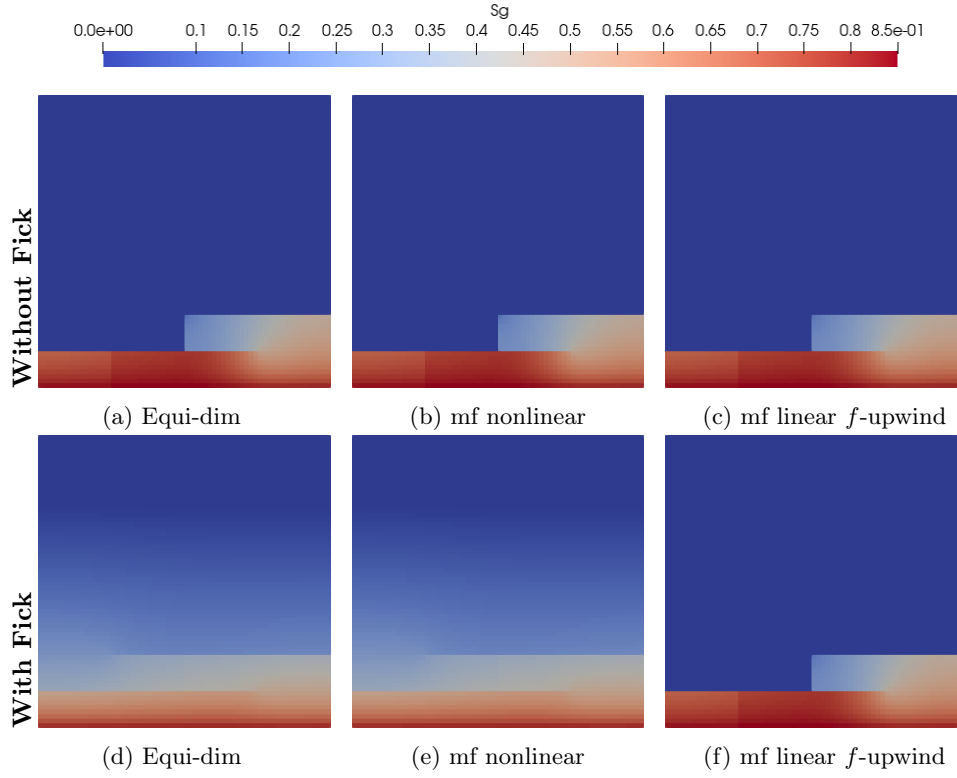 Sg
0.0e+00 0.1 0.15 0.2 0.25 0.3 0.35 0.4 0.45 0.5 0.55 0.6 0.65 0.7 0.75 0.8 8.5e-01
Without Fick
(a) Equi-dim
(b) mf nonlinear
(c) mf linear f-upwind
With Fick
(d) Equi-dim
(e) mf nonlinear
(f) mf linear f-upwind